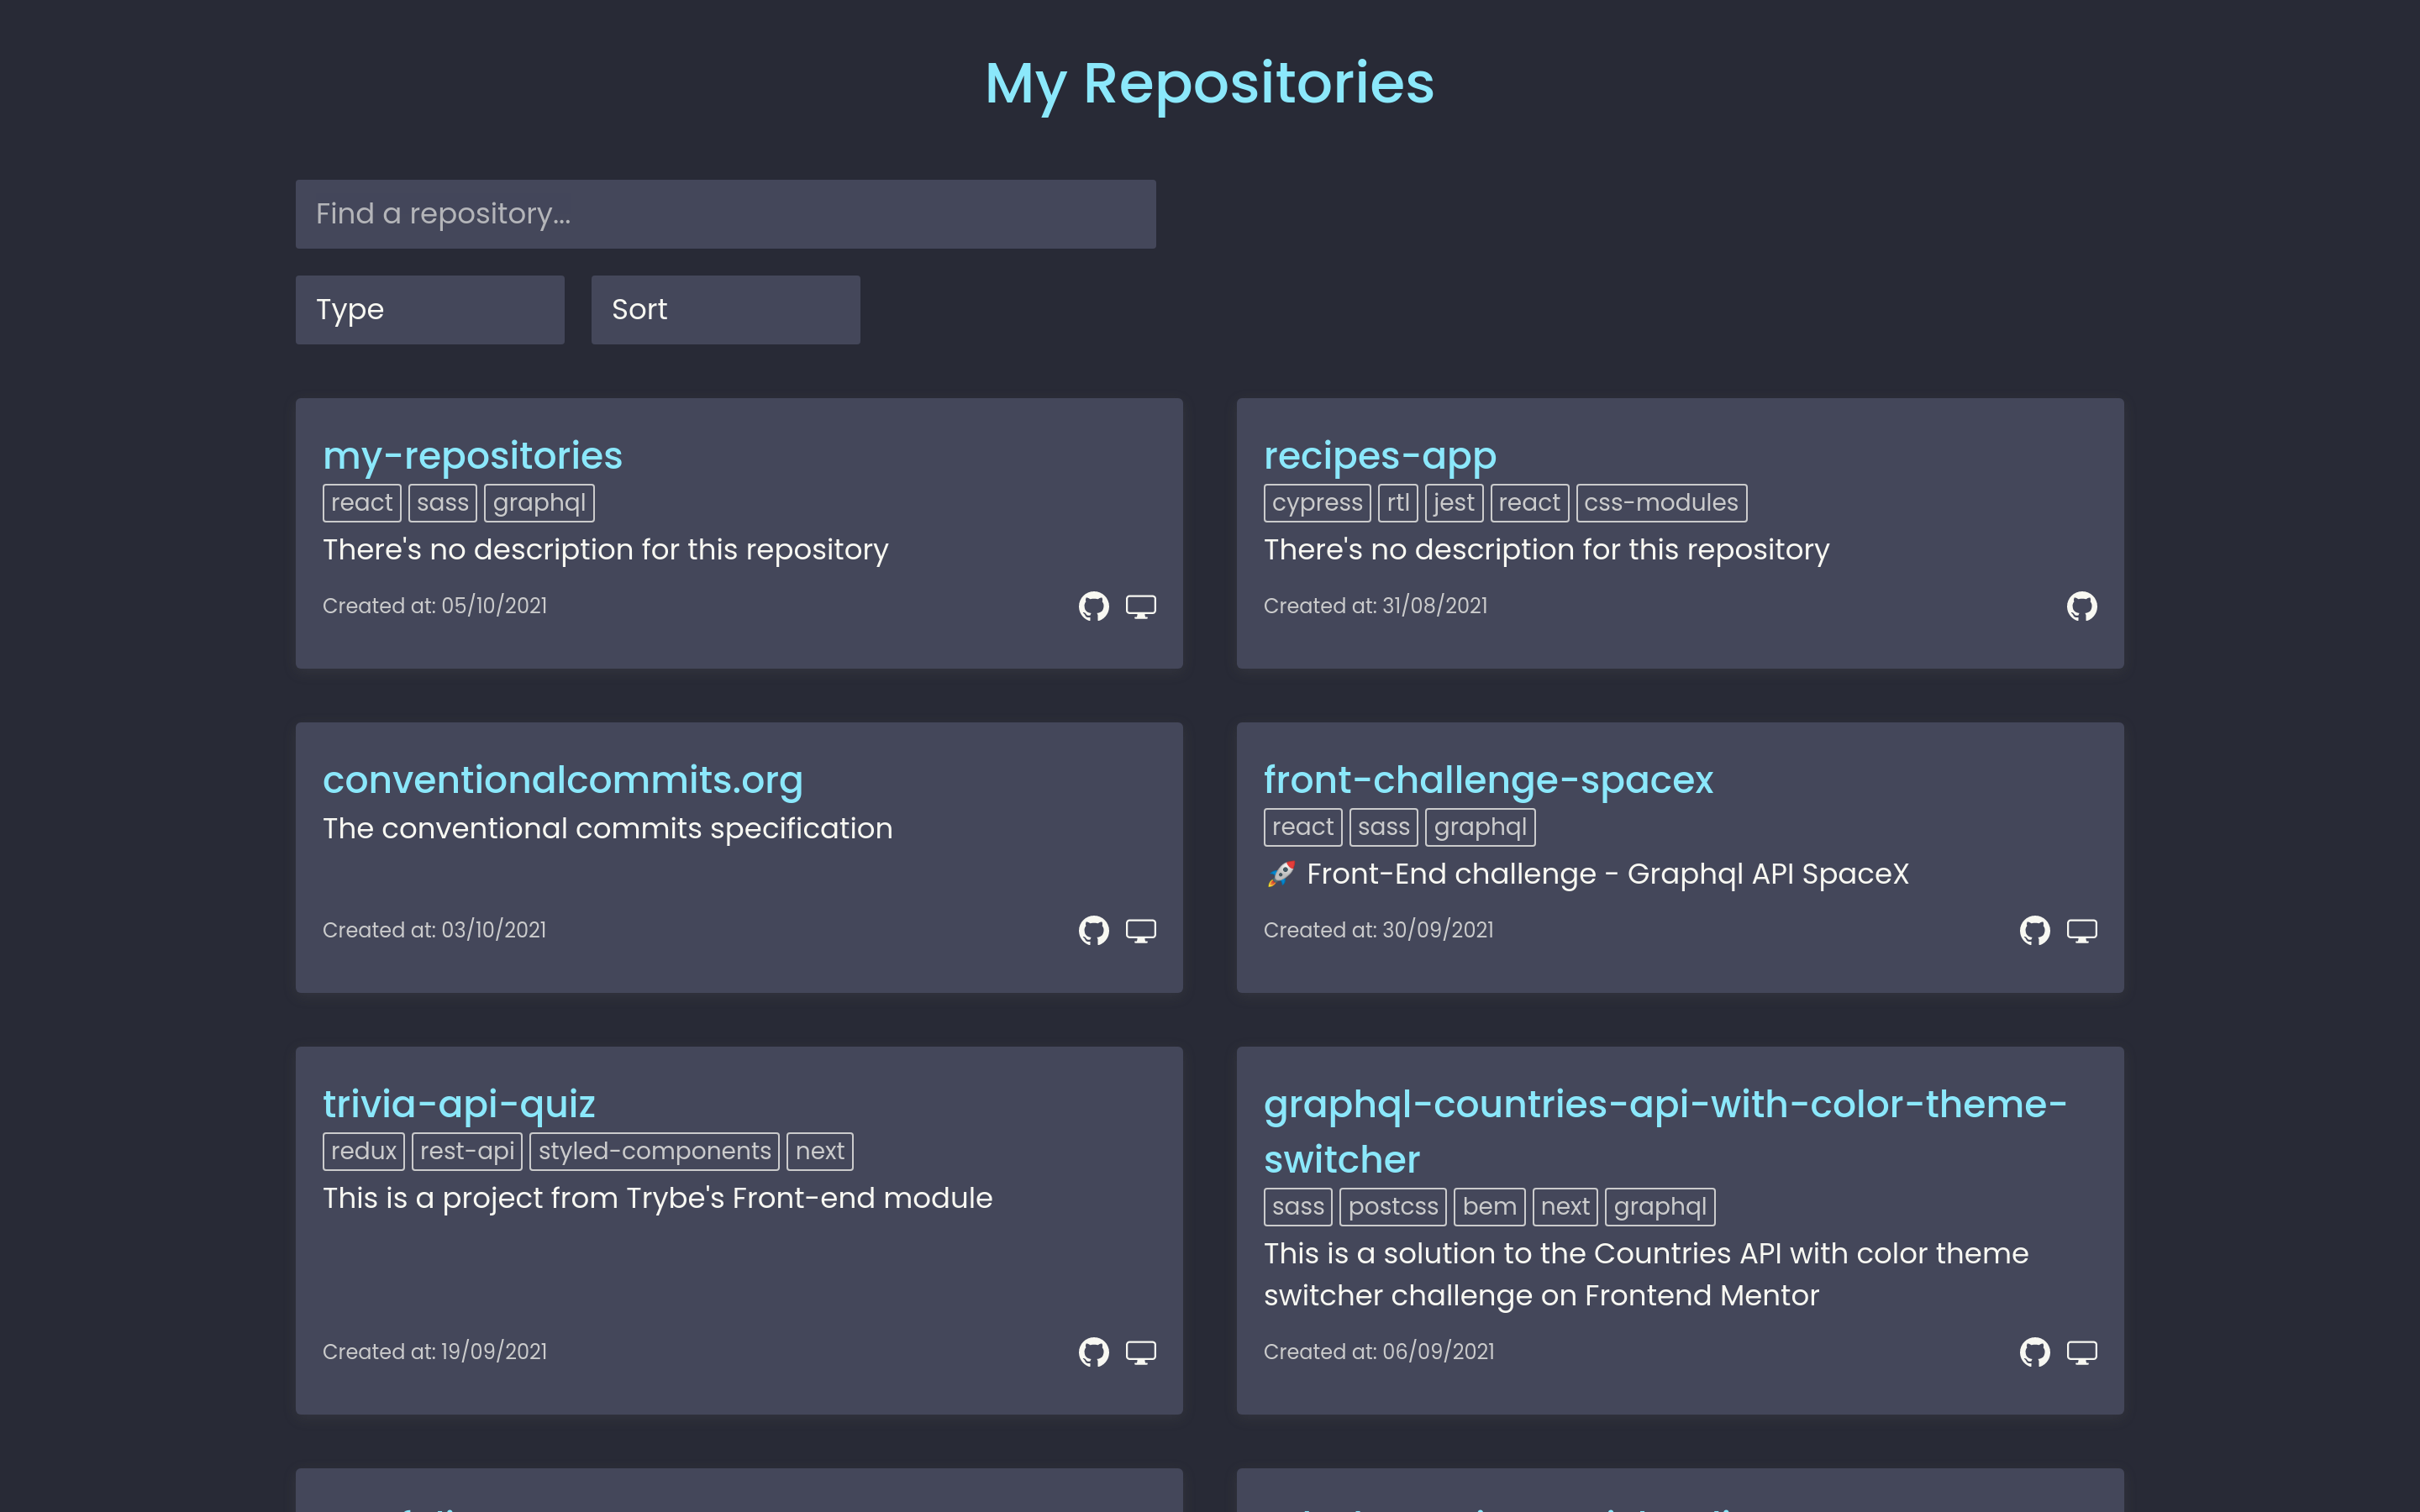 My Repositories
Find a repository...
Type
Sort
my-repositories
react sass graphql
There's no description for this repository
Created at: 05/10/2021
recipes-app
cypress rtl jest react css-modules
There's no description for this repository
Created at: 31/08/2021
conventionalcommits.org
The conventional commits specification
Created at: 03/10/2021
front-challenge-spacex
react sass graphql
🚀 Front-End challenge - Graphql API SpaceX
Created at: 30/09/2021
trivia-api-quiz
redux rest-api styled-components next
This is a project from Trybe's Front-end module
Created at: 19/09/2021
graphql-countries-api-with-color-theme-
switcher
sass postcss bem next graphql
This is a solution to the Countries API with color theme
switcher challenge on Frontend Mentor
Created at: 06/09/2021